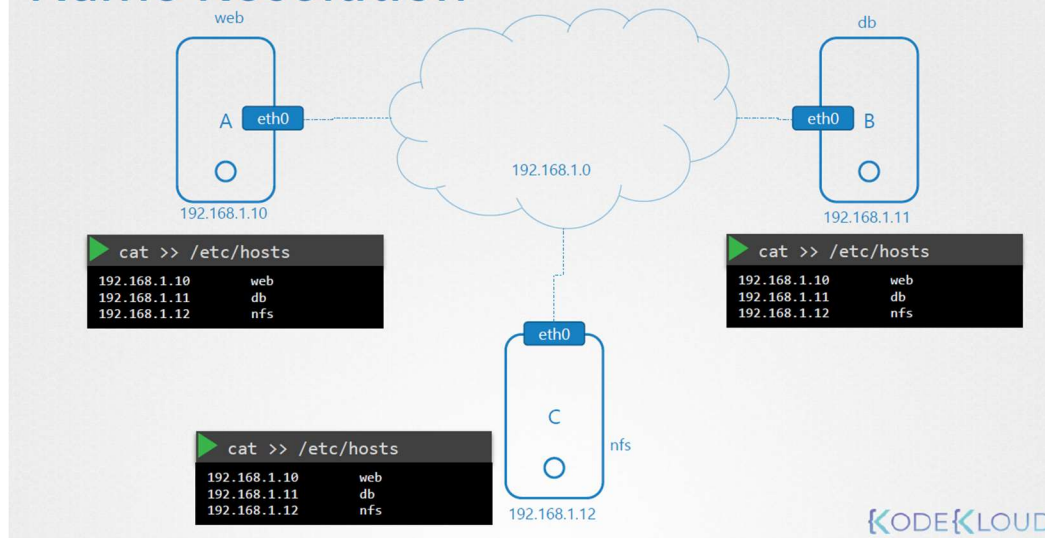 Name Resolution
web
db
A
eth0
eth0
B
192.168.1.0
192.168.1.10
192.168.1.11
cat >> /etc/hosts
192.168.1.10 web
192.168.1.11 db
192.168.1.12 nfs
cat >> /etc/hosts
192.168.1.10 web
192.168.1.11 db
192.168.1.12 nfs
eth0
C
nfs
192.168.1.12
cat >> /etc/hosts
192.168.1.10 web
192.168.1.11 db
192.168.1.12 nfs
KODEKLOUD